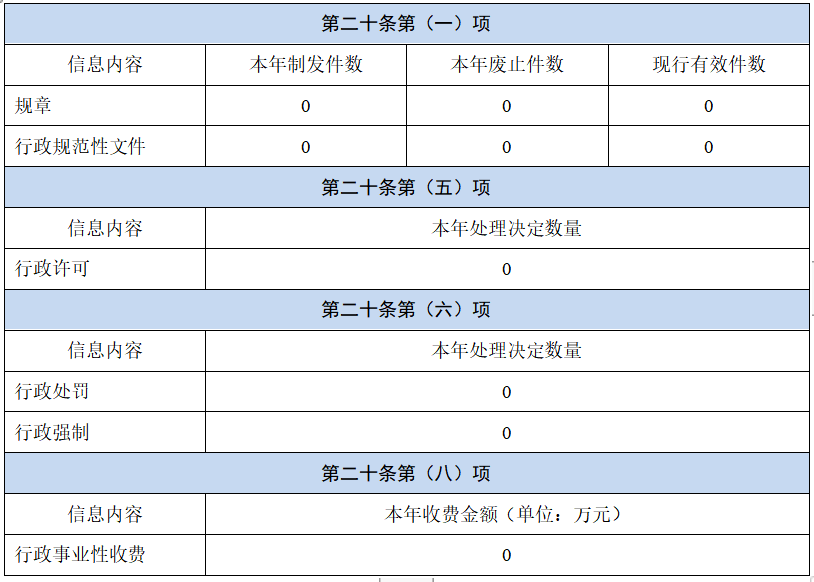 第二十条第（一）项
信息内容 本年制发件数 本年废止件数 现行有效件数
规章 0 0 0
行政规范性文件 0 0 0
第二十条第（五）项
信息内容 本年处理决定数量
行政许可 0
第二十条第（六）项
信息内容 本年处理决定数量
行政处罚 0
行政强制 0
第二十条第（八）项
信息内容 本年收费金额（单位：万元）
行政事业性收费 0